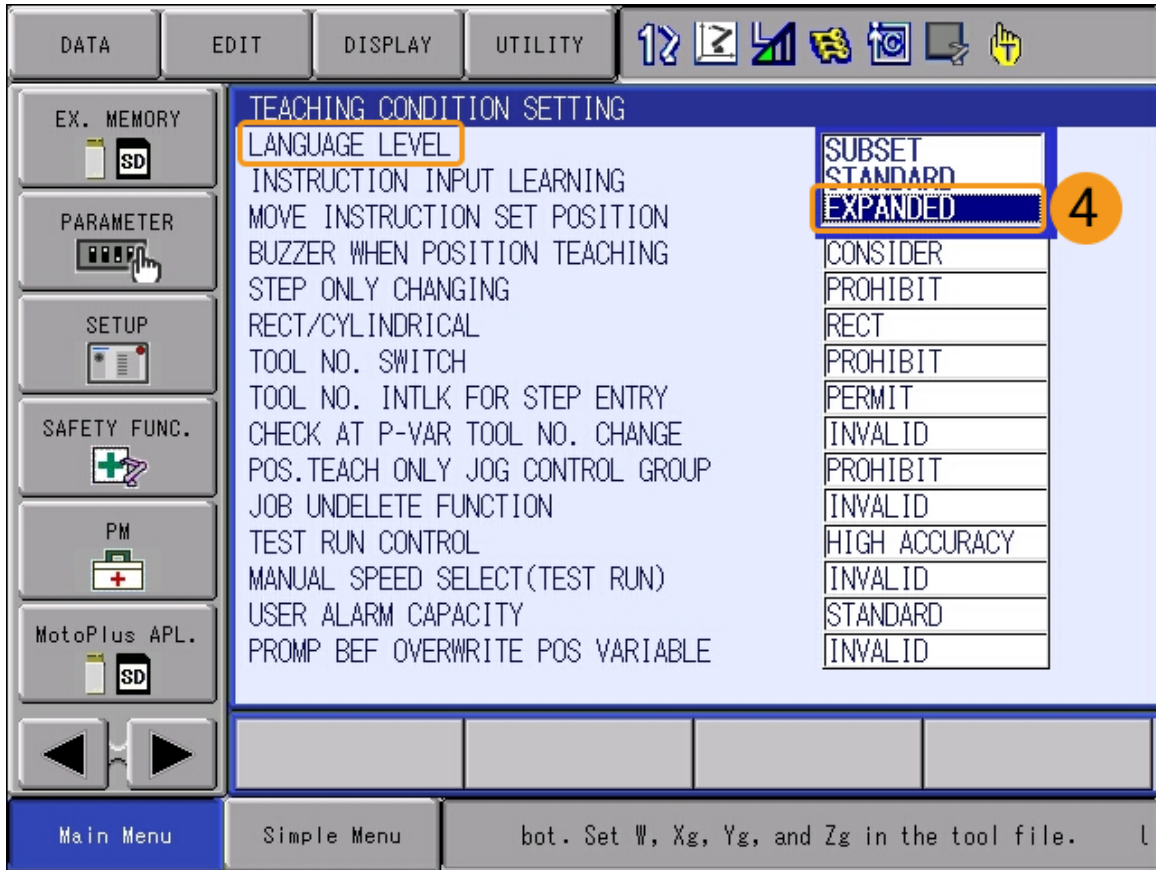 DATA
EDIT
DISPLAY
UTILITY
EX. MEMORY
SD
PARAMETER
SETUP
SAFETY FUNC.
PM
MotoPlus APL.
SD
TEACHING CONDITION SETTING
LANGUAGE LEVEL
SUBSET
STANDARD
EXPANDED
4
INSTRUCTION INPUT LEARNING
MOVE INSTRUCTION SET POSITION
BUZZER WHEN POSITION TEACHING CONSIDER
STEP ONLY CHANGING PROHIBIT
RECT/CYLINDRICAL RECT
TOOL NO. SWITCH PROHIBIT
TOOL NO. INTLK FOR STEP ENTRY PERMIT
CHECK AT P-VAR TOOL NO. CHANGE INVALID
POS.TEACH ONLY JOG CONTROL GROUP PROHIBIT
JOB UNDELETE FUNCTION INVALID
TEST RUN CONTROL HIGH ACCURACY
MANUAL SPEED SELECT(TEST RUN) INVALID
USER ALARM CAPACITY STANDARD
PROMP BEF OVERWRITE POS VARIABLE INVALID
Main Menu
Simple Menu
bot. Set W, Xg, Yg, and Zg in the tool file.